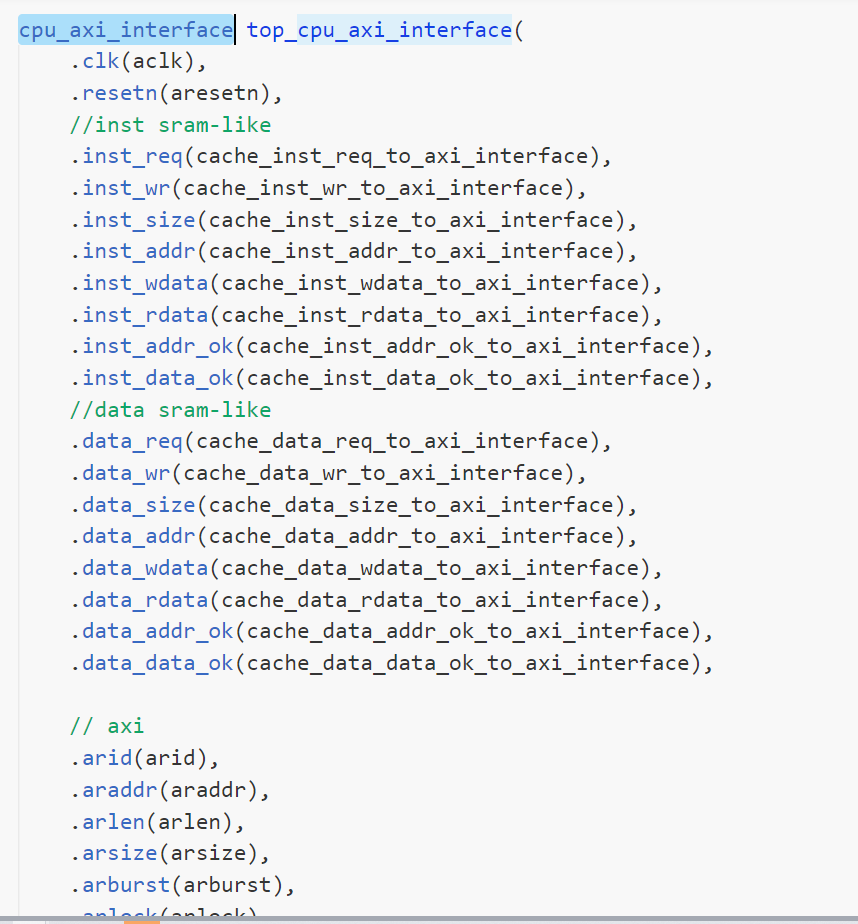 cpu_axi_interface top_cpu_axi_interface(
.clk(aclk),
.resetn(aresetn),
//inst sram-like
.inst_req(cache_inst_req_to_axi_interface),
.inst_wr(cache_inst_wr_to_axi_interface),
.inst_size(cache_inst_size_to_axi_interface),
.inst_addr(cache_inst_addr_to_axi_interface),
.inst_wdata(cache_inst_wdata_to_axi_interface),
.inst_rdata(cache_inst_rdata_to_axi_interface),
.inst_addr_ok(cache_inst_addr_ok_to_axi_interface),
.inst_data_ok(cache_inst_data_ok_to_axi_interface),
//data sram-like
.data_req(cache_data_req_to_axi_interface),
.data_wr(cache_data_wr_to_axi_interface),
.data_size(cache_data_size_to_axi_interface),
.data_addr(cache_data_addr_to_axi_interface),
.data_wdata(cache_data_wdata_to_axi_interface),
.data_rdata(cache_data_rdata_to_axi_interface),
.data_addr_ok(cache_data_addr_ok_to_axi_interface),
.data_data_ok(cache_data_data_ok_to_axi_interface),
// axi
.arid(arid),
.araddr(araddr),
.arlen(arlen),
.arsize(arsize),
.arburst(arburst),